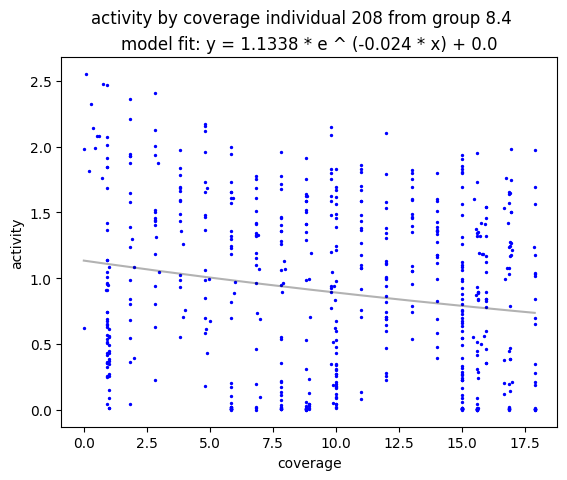 activity by coverage individual 208 from group 8.4
model fit: y = 1.1338 * e ^ (-0.024 * x) + 0.0
2.5
2.0
1.5
1.0
0.5
0.0
activity
0.0 2.5 5.0 7.5 10.0 12.5 15.0 17.5
coverage